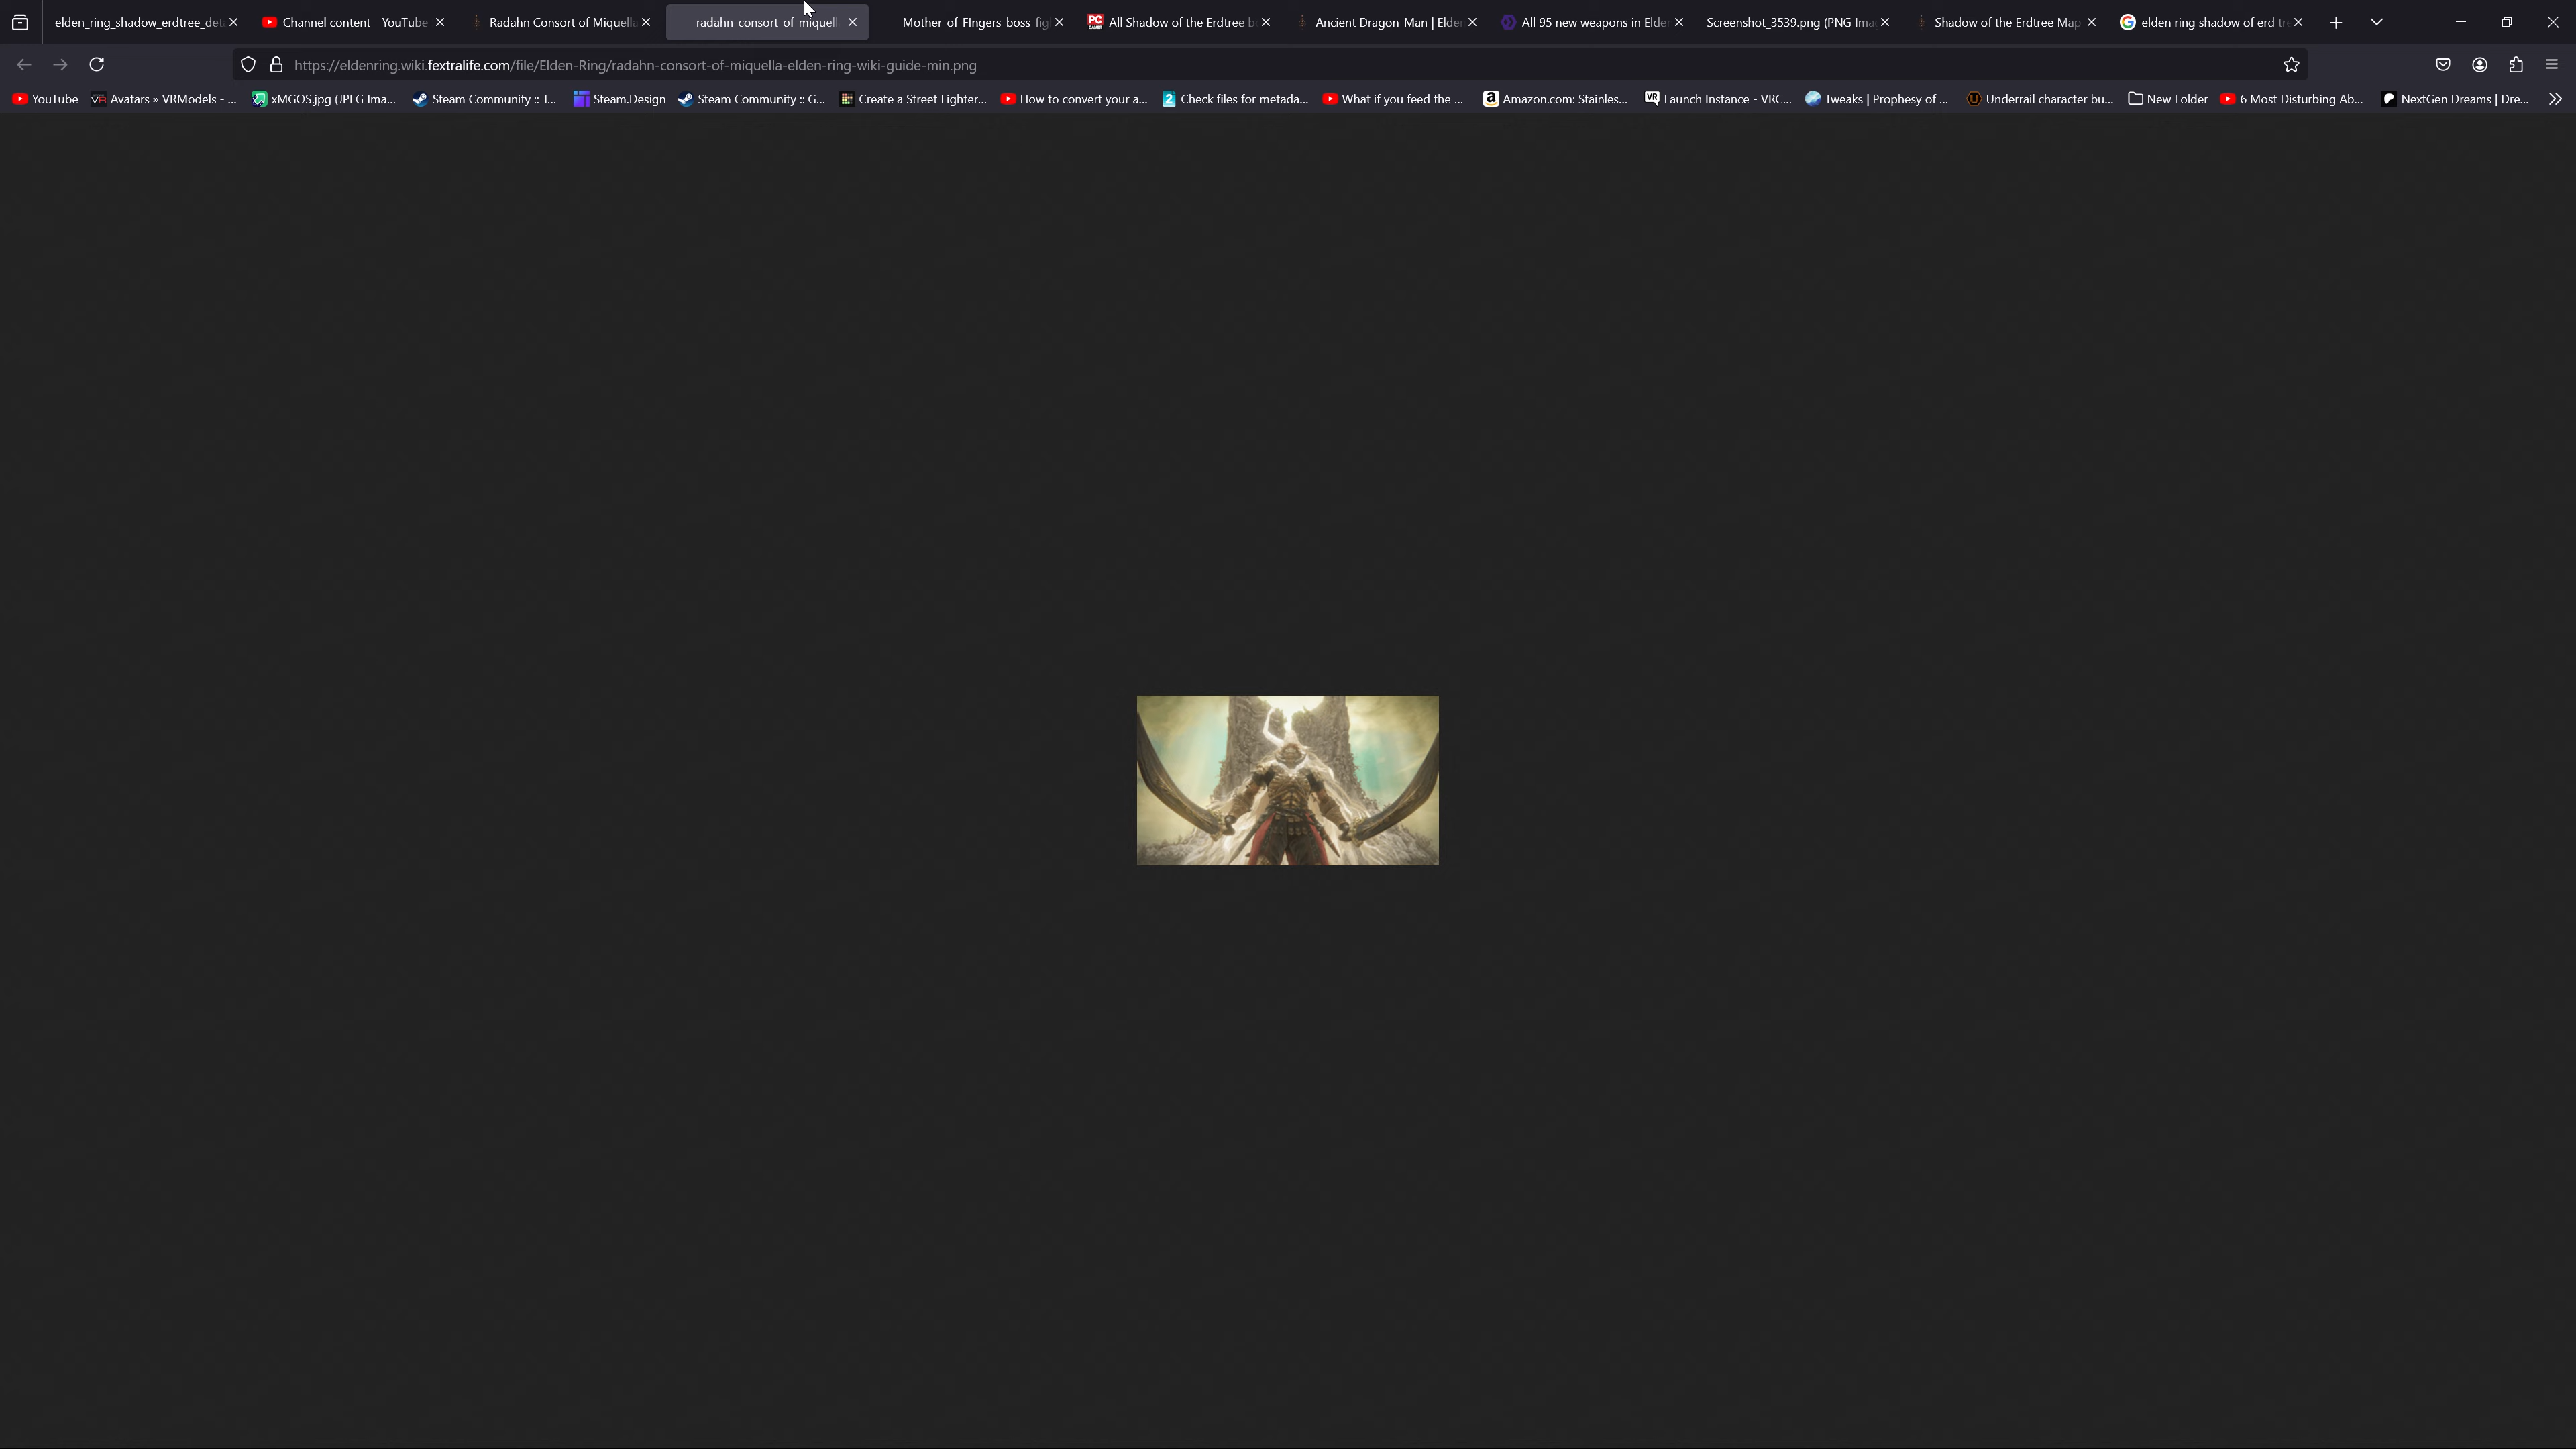 elden_ring_shadow_erdtree_det
Channel content - YouTube
Radahn Consort of Miquella
radahn-consort-of-miquell
Mother-of-FIngers-boss-fig
All Shadow of the Erdtree b
Ancient Dragon-Man | Elder
All 95 new weapons in Elder
Screenshot_3539.png (PNG Ima
Shadow of the Erdtree Map
elden ring shadow of erd tre
https://eldenring.wiki.fextralife.com/file/Elden-Ring/radahn-consort-of-miquella-elden-ring-wiki-guide-min.png
YouTube
Avatars » VRModels - ...
xMGOS.jpg (JPEG Ima...
Steam Community :: T...
Steam.Design
Steam Community :: G...
Create a Street Fighter...
How to convert your a...
Check files for metada...
What if you feed the ...
Amazon.com: Stainles...
Launch Instance - VRC...
Tweaks | Prophesy of ...
Underrail character bu...
New Folder
6 Most Disturbing Ab...
NextGen Dreams | Dre...